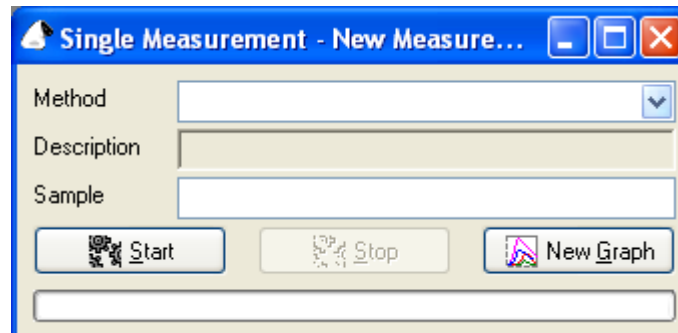 Single Measurement - New Measure...
Method
Description
Sample
Start Stop New Graph